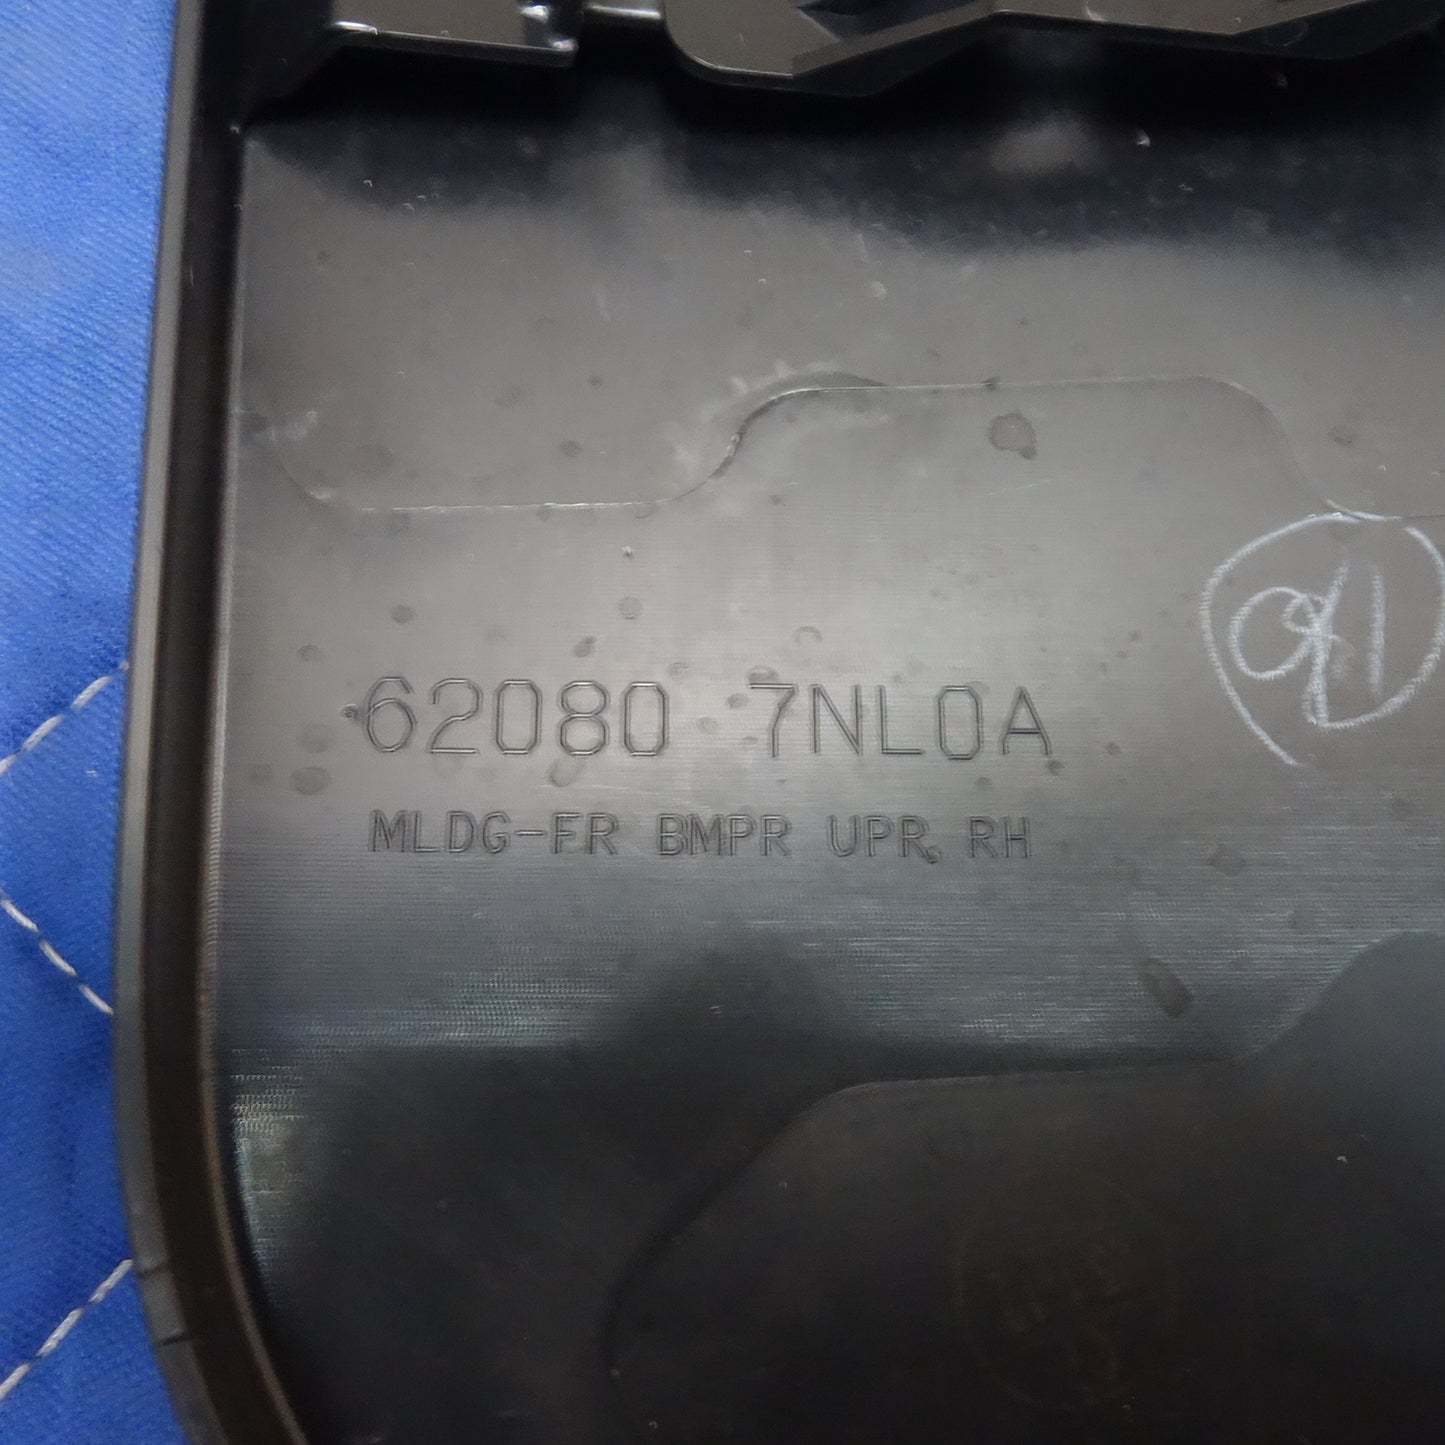 62080 7NL0A
MLDG-FR BMPR UPR, RH